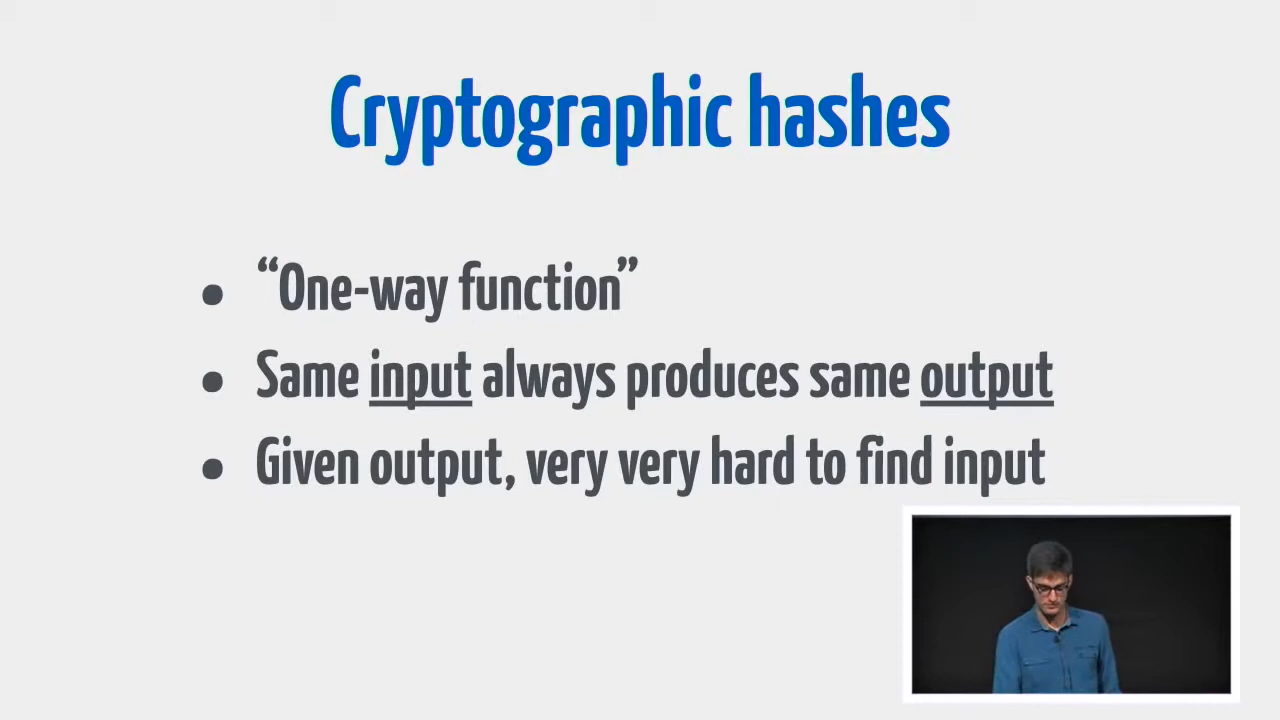 Cryptographic hashes
• “One-way function”
• Same input always produces same output
• Given output, very very hard to find input